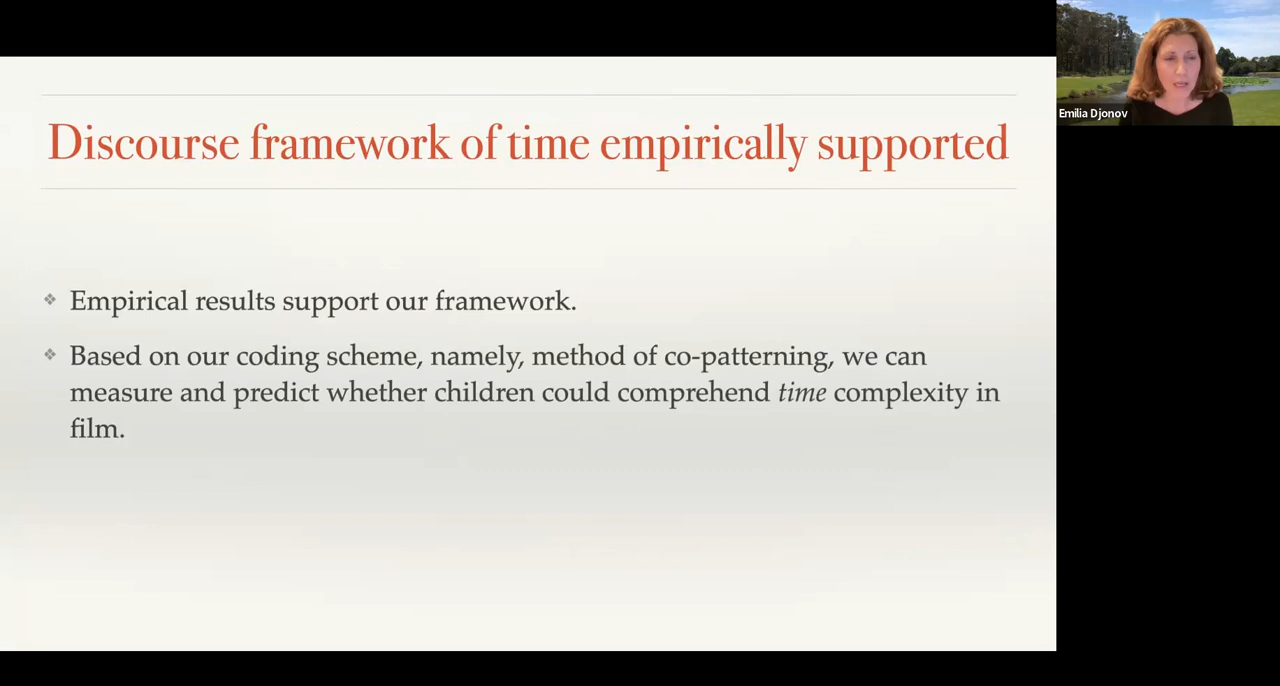 Discourse framework of time empirically supported
Empirical results support our framework.
Based on our coding scheme, namely, method of co-patterning, we can
measure and predict whether children could comprehend time complexity in
film.
Emilia Djonov